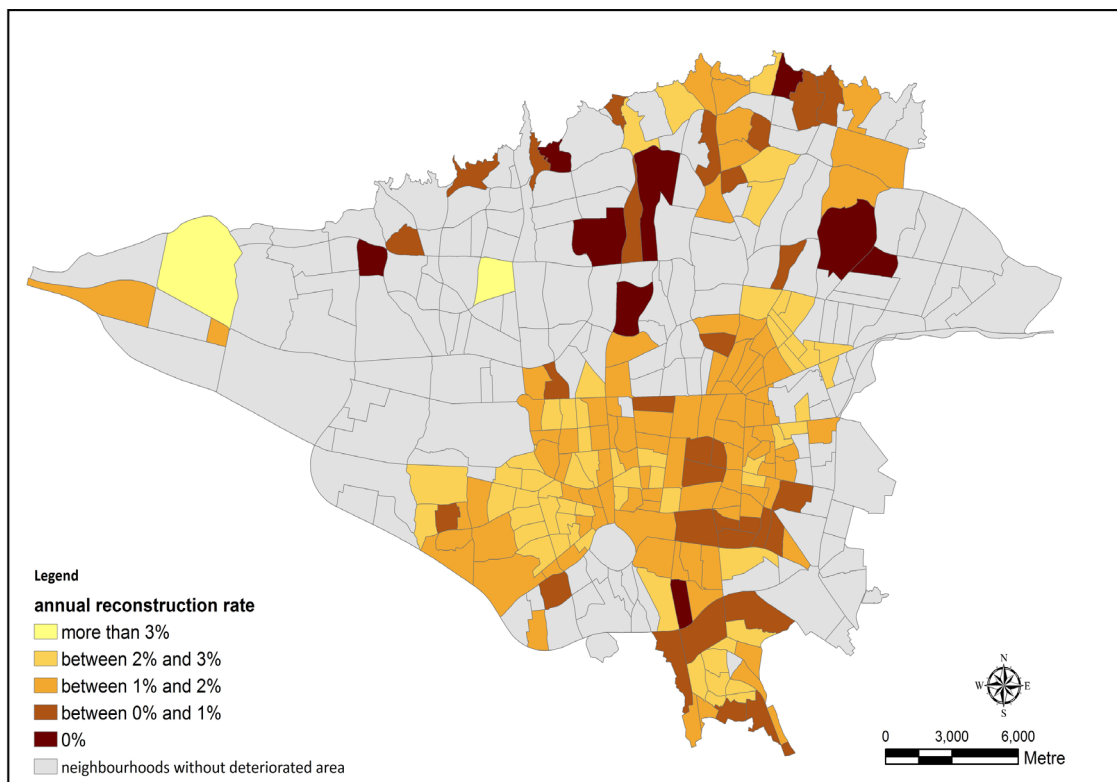 Legend
annual reconstruction rate
more than 3%
between 2% and 3%
between 1% and 2%
between 0% and 1%
0%
neighbourhoods without deteriorated area
N
W E
S
0 3,000 6,000
Metre